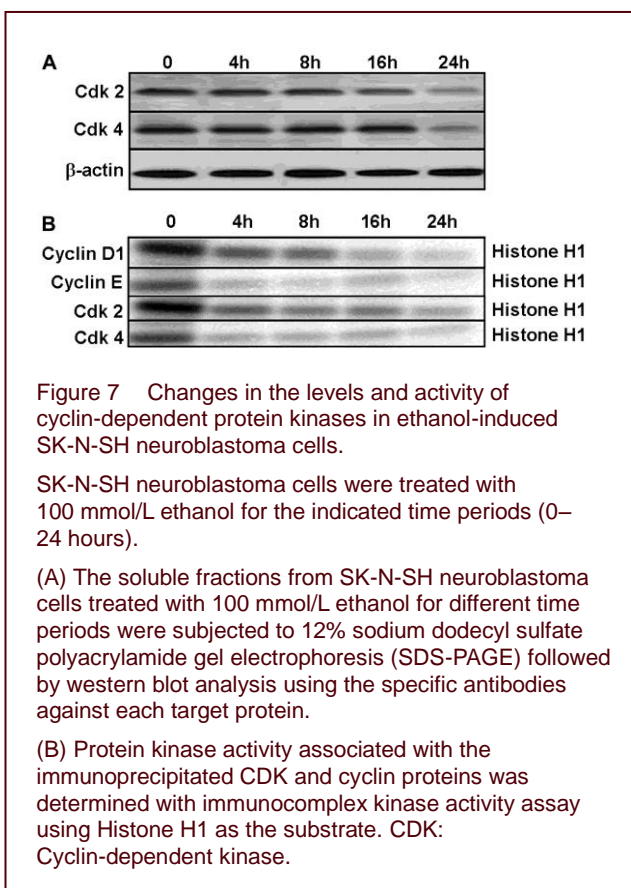 A 0 4h 8h 16h 24h
Cdk 2
Cdk 4
β-actin
B 0 4h 8h 16h 24h
Cyclin D1 Histone H1
Cyclin E Histone H1
Cdk 2 Histone H1
Cdk 4 Histone H1
Figure 7 Changes in the levels and activity of
cyclin-dependent protein kinases in ethanol-induced
SK-N-SH neuroblastoma cells.
SK-N-SH neuroblastoma cells were treated with
100 mmol/L ethanol for the indicated time periods (0–
24 hours).
(A) The soluble fractions from SK-N-SH neuroblastoma
cells treated with 100 mmol/L ethanol for different time
periods were subjected to 12% sodium dodecyl sulfate
polyacrylamide gel electrophoresis (SDS-PAGE) followed
by western blot analysis using the specific antibodies
against each target protein.
(B) Protein kinase activity associated with the
immunoprecipitated CDK and cyclin proteins was
determined with immunocomplex kinase activity assay
using Histone H1 as the substrate. CDK:
Cyclin-dependent kinase.